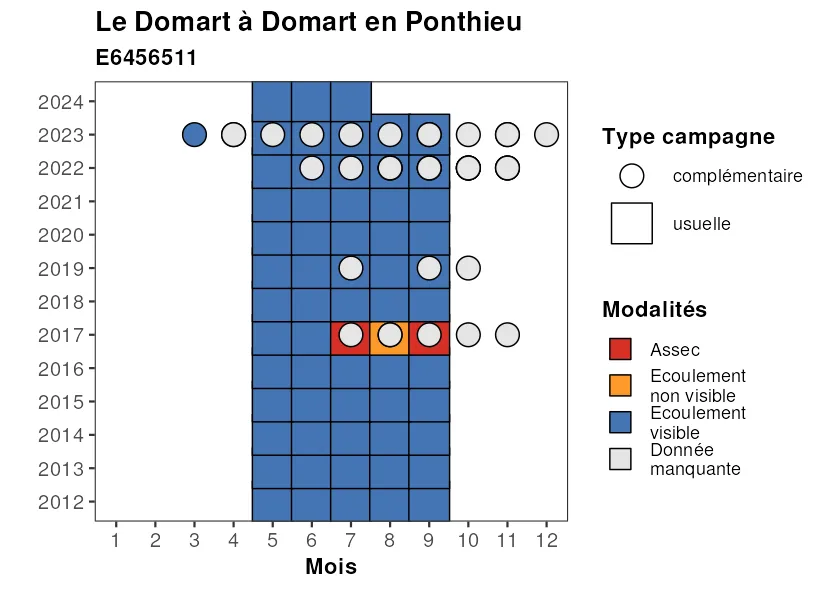 Le Domart à Domart en Ponthieu
E6456511
2024
2023
2022
2021
2020
2019
2018
2017
2016
2015
2014
2013
2012
1 2 3 4 5 6 7 8 9 10 11 12
Mois
Type campagne
complémentaire
usuelle
Modalités
Assec
Ecoulement
non visible
Ecoulement
visible
Donnée
manquante